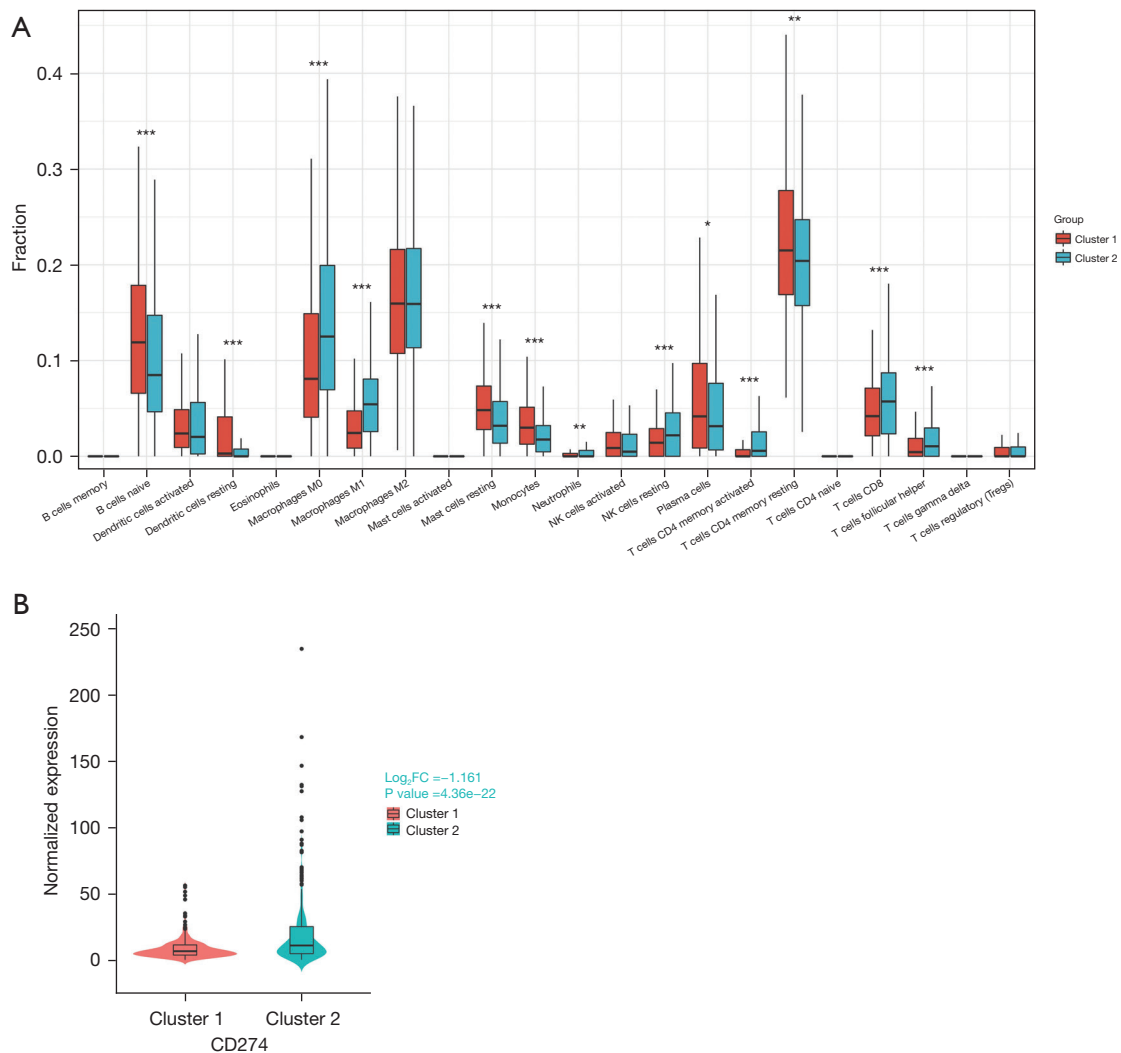 A
Fraction
0.4
0.3
0.2
0.1
0.0
***
***
***
***
***
***
**
***
*
***
**
***
***
B cells memory
B cells naive
Dendritic cells activated
Dendritic cells resting
Eosinophils
Macrophages M0
Macrophages M1
Macrophages M2
Mast cells activated
Mast cells resting
Monocytes
Neutrophils
NK cells activated
NK cells resting
Plasma cells
T cells CD4 memory activated
T cells CD4 memory resting
T cells CD4 naive
T cells CD8
T cells follicular helper
T cells gamma delta
T cells regulatory (Tregs)
Group
Cluster 1
Cluster 2
B
Normalized expression
250
200
150
100
50
0
Log₂FC =−1.161
P value =4.36e−22
Cluster 1
Cluster 2
Cluster 1 Cluster 2
CD274